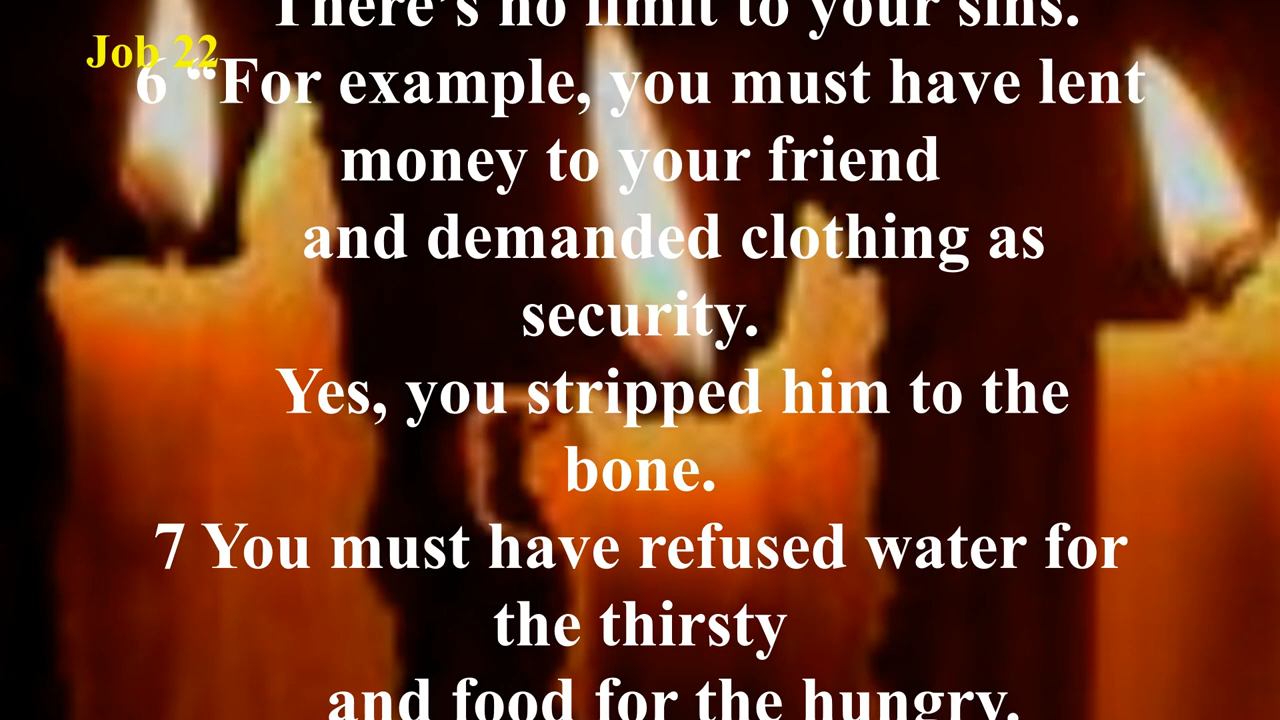 There's no limit to your sins.
Job 22
6 “For example, you must have lent
money to your friend
and demanded clothing as
security.
Yes, you stripped him to the
bone.
7 You must have refused water for
the thirsty
and food for the hungry.